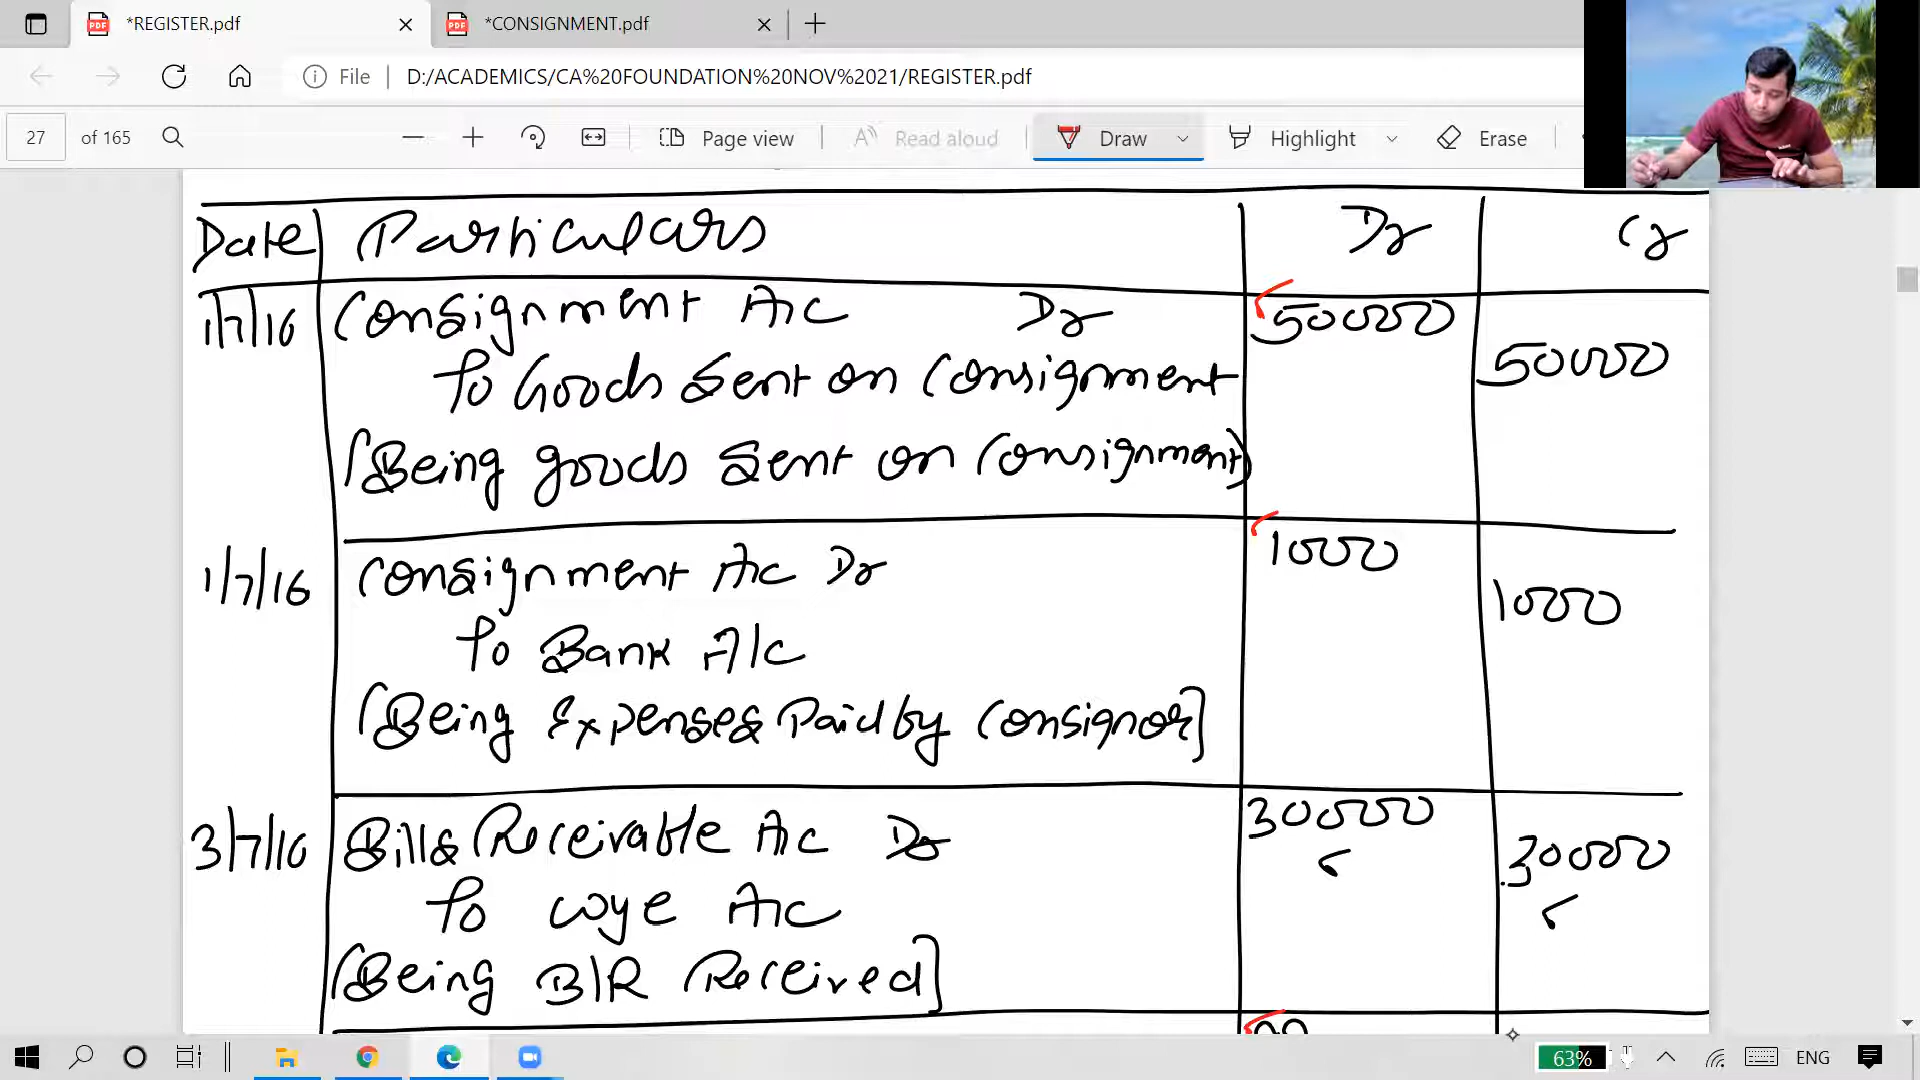 *REGISTER.pdf
*CONSIGNMENT.pdf
File
D:/ACADEMICS/CA%20FOUNDATION%20NOV%2021/REGISTER.pdf
27 of 165
Page view
Read aloud
Draw
Highlight
Erase
Date Particulars Dr Cr
1/7/16 Consignment A/c Dr 50000
To Goods Sent on Consignment 50000
(Being goods sent on Consignment)
1/7/16 Consignment A/c Dr 1000
To Bank A/c 1000
(Being Expenses Paid by Consignor]
3/7/16 Bills Receivable A/c Dr 30000
To Coye A/c 30000
[Being B/R Received]
63%
ENG